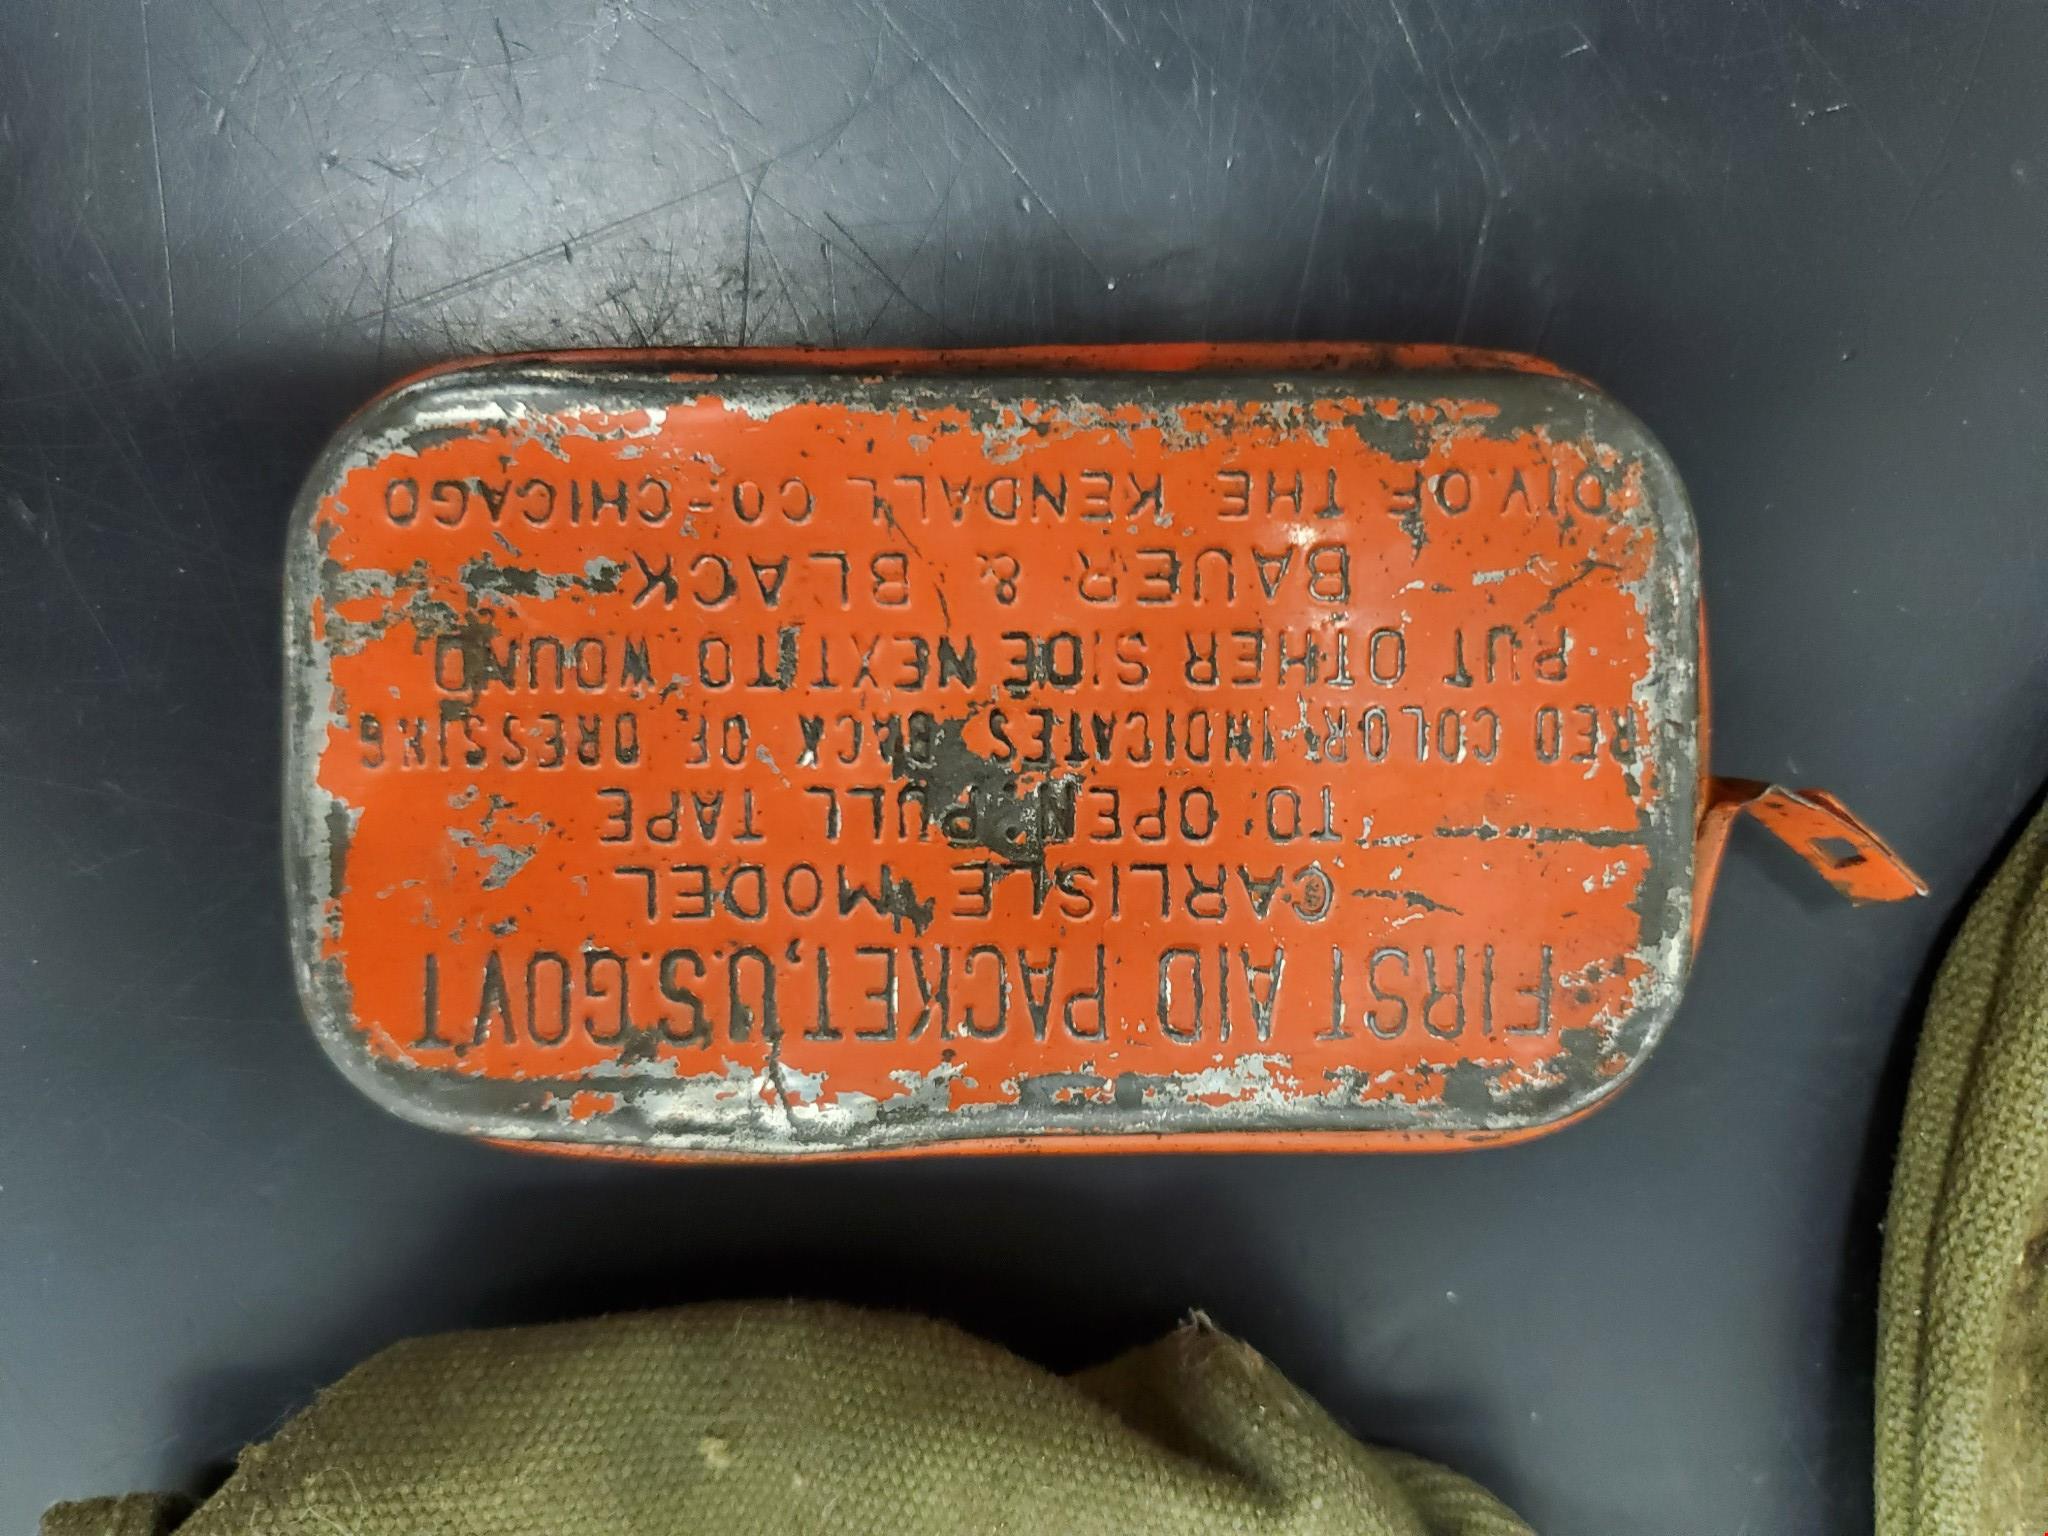 FIRST AID PACKET, U.S. GOVT
CARLISLE MODEL
TO OPEN: PULL TAPE
RED COLOR INDICATES BACK OF DRESSING
PUT OTHER SIDE NEXT TO WOUND
BAUER & BLACK
DIV. OF THE KENDALL CO-CHICAGO